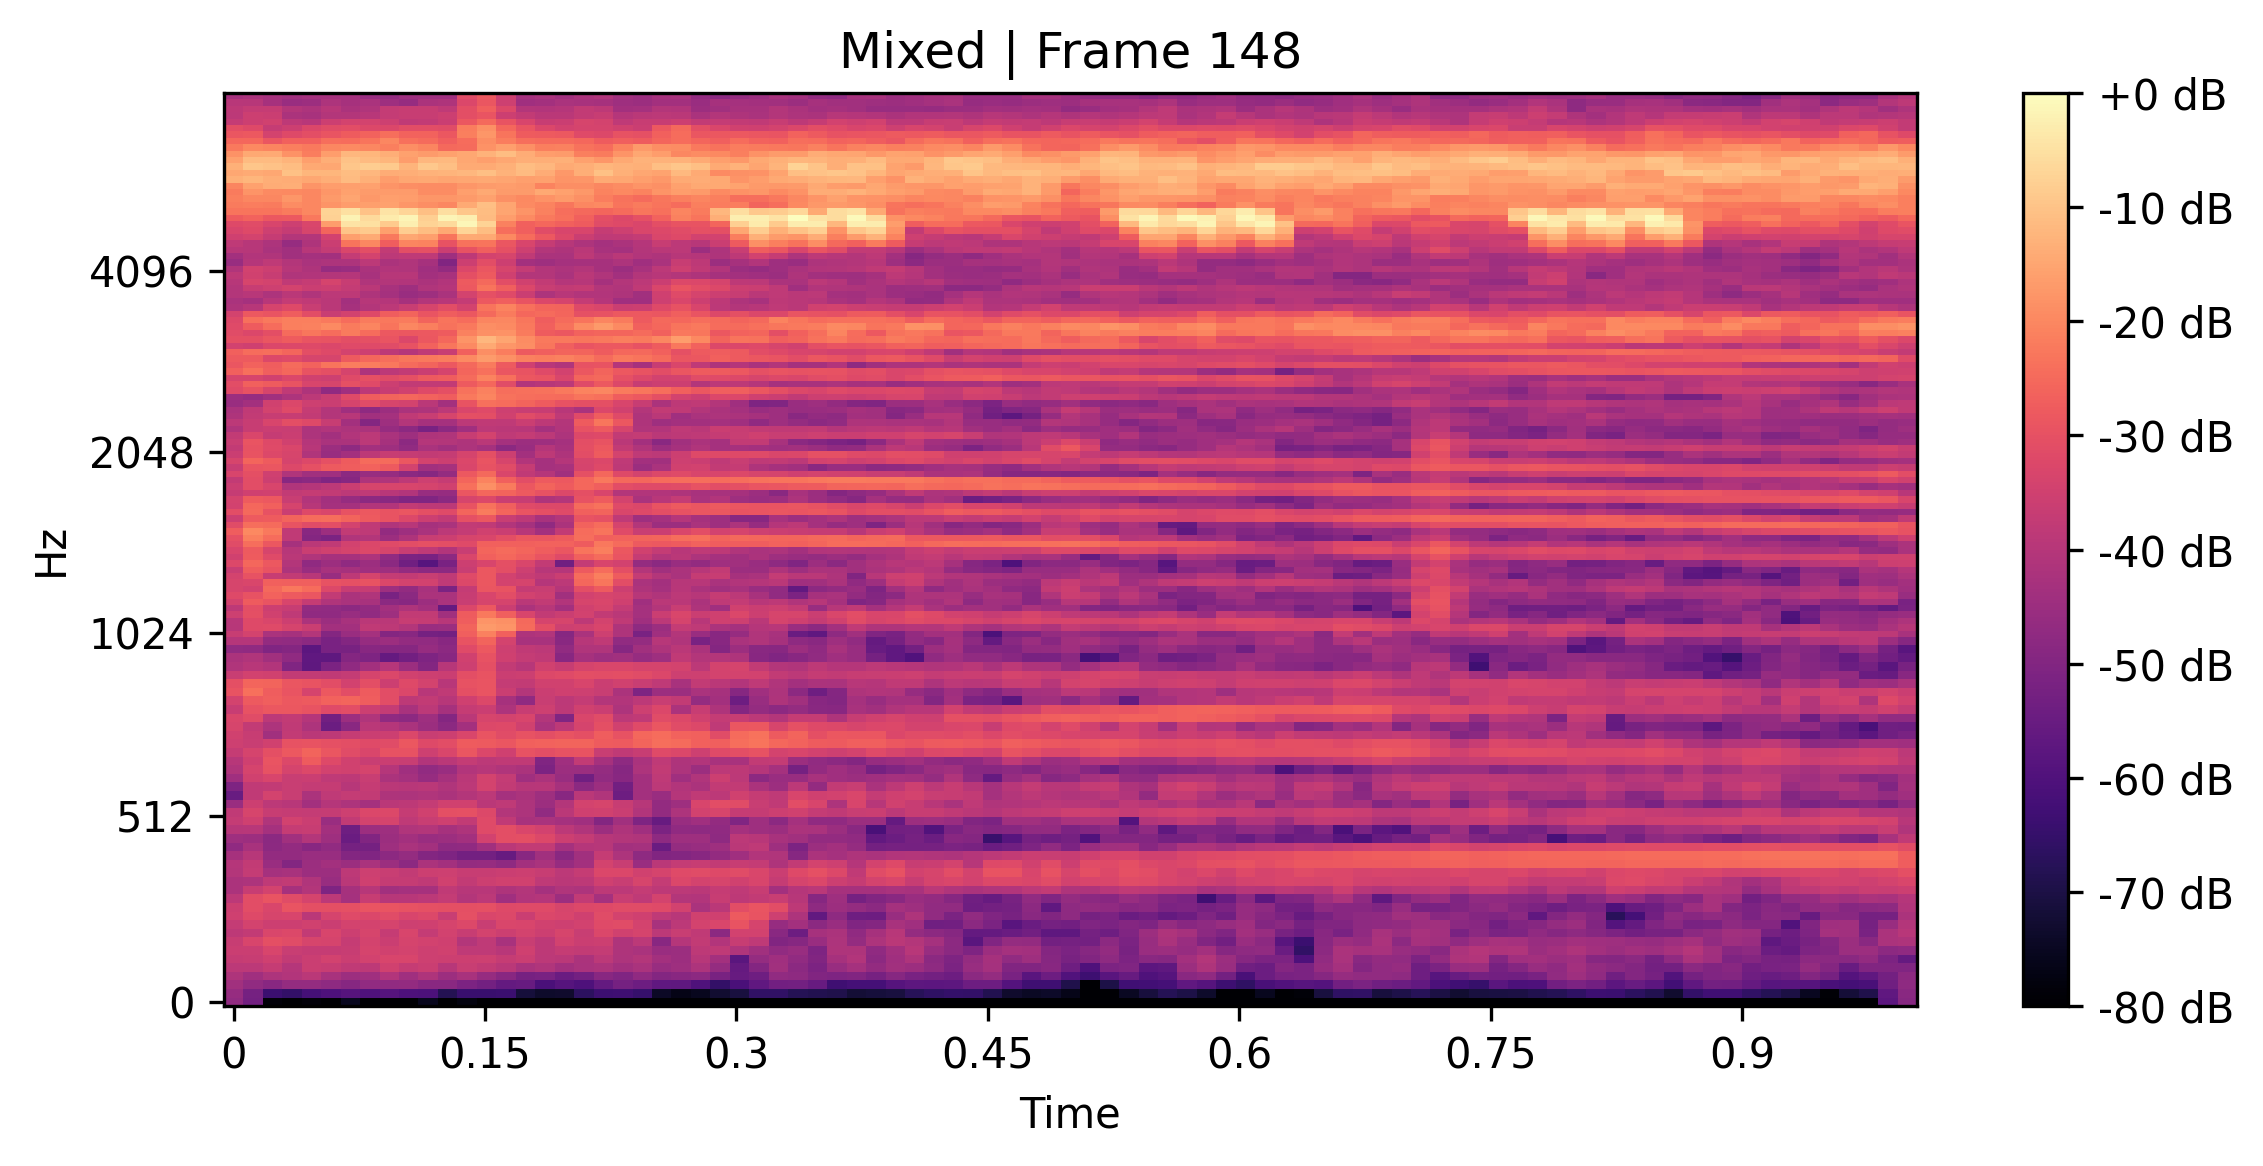 Mixed | Frame 148
+0 dB
-10 dB
-20 dB
-30 dB
-40 dB
-50 dB
-60 dB
-70 dB
-80 dB
Hz
4096
2048
1024
512
0
0 0.15 0.3 0.45 0.6 0.75 0.9
Time